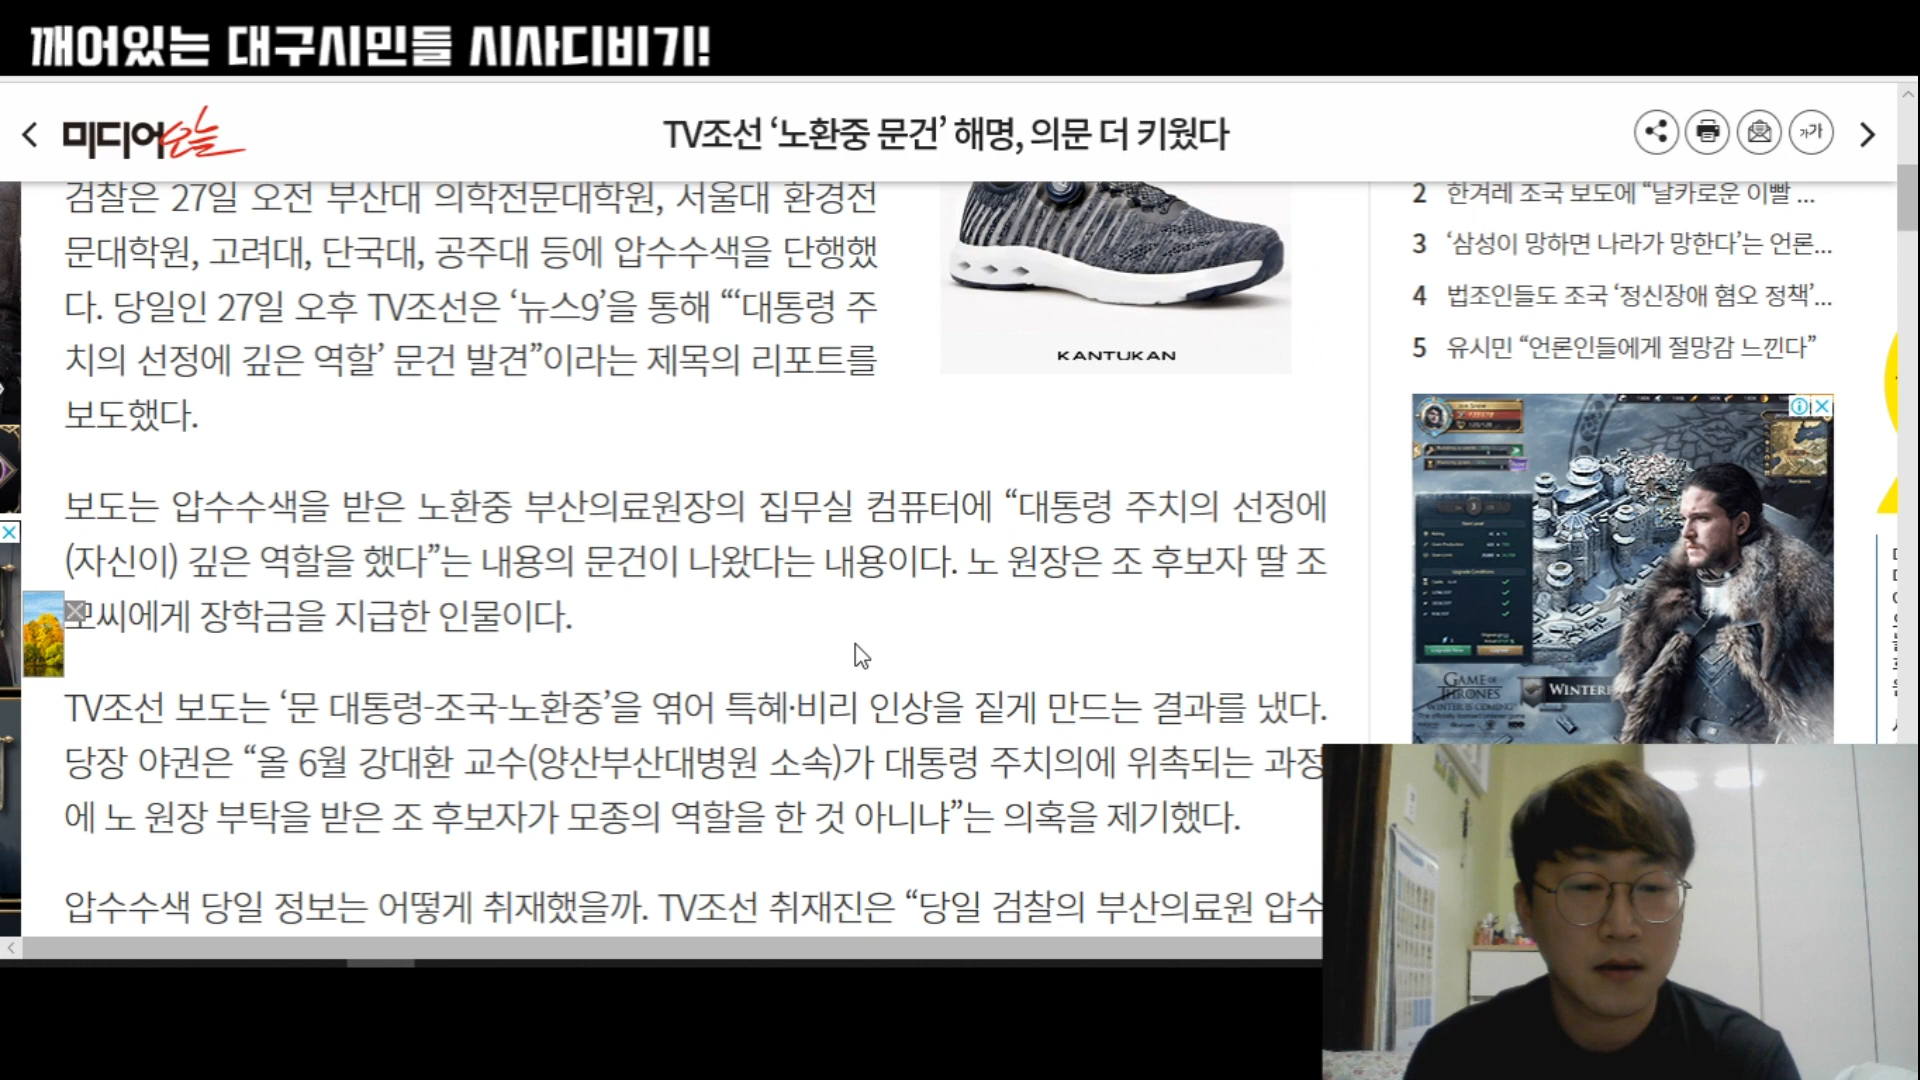 깨어있는 대구시민들 시사디비기!
미디어오늘
TV조선 ‘노환중 문건’ 해명, 의문 더 키웠다
가가
검찰은 27일 오전 부산대 의학전문대학원, 서울대 환경전
문대학원, 고려대, 단국대, 공주대 등에 압수수색을 단행했
다. 당일인 27일 오후 TV조선은 ‘뉴스9’을 통해 “‘대통령 주
치의 선정에 깊은 역할’ 문건 발견”이라는 제목의 리포트를
보도했다.
KANTUKAN
보도는 압수수색을 받은 노환중 부산의료원장의 집무실 컴퓨터에 “대통령 주치의 선정에
(자신이) 깊은 역할을 했다”는 내용의 문건이 나왔다는 내용이다. 노 원장은 조 후보자 딸 조
모씨에게 장학금을 지급한 인물이다.
TV조선 보도는 ‘문 대통령-조국-노환중’을 엮어 특혜·비리 인상을 짙게 만드는 결과를 냈다.
당장 야권은 “올 6월 강대환 교수(양산부산대병원 소속)가 대통령 주치의에 위촉되는 과정
에 노 원장 부탁을 받은 조 후보자가 모종의 역할을 한 것 아니냐”는 의혹을 제기했다.
압수수색 당일 정보는 어떻게 취재했을까. TV조선 취재진은 “당일 검찰의 부산의료원 압수
2 한겨레 조국 보도에 “날카로운 이빨 ...
3 ‘삼성이 망하면 나라가 망한다’는 언론...
4 법조인들도 조국 ‘정신장애 혐오 정책’...
5 유시민 “언론인들에게 절망감 느낀다”
GAME OF
THRONES
WINTER IS COMING